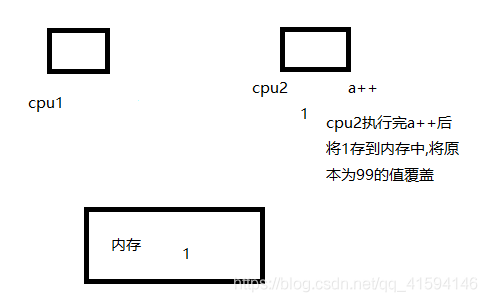 cpu1
cpu2 a++
1
cpu2执行完a++后
将1存到内存中,将原
本为99的值覆盖
内存 1
https://blog.csdn.net/qq_41594146